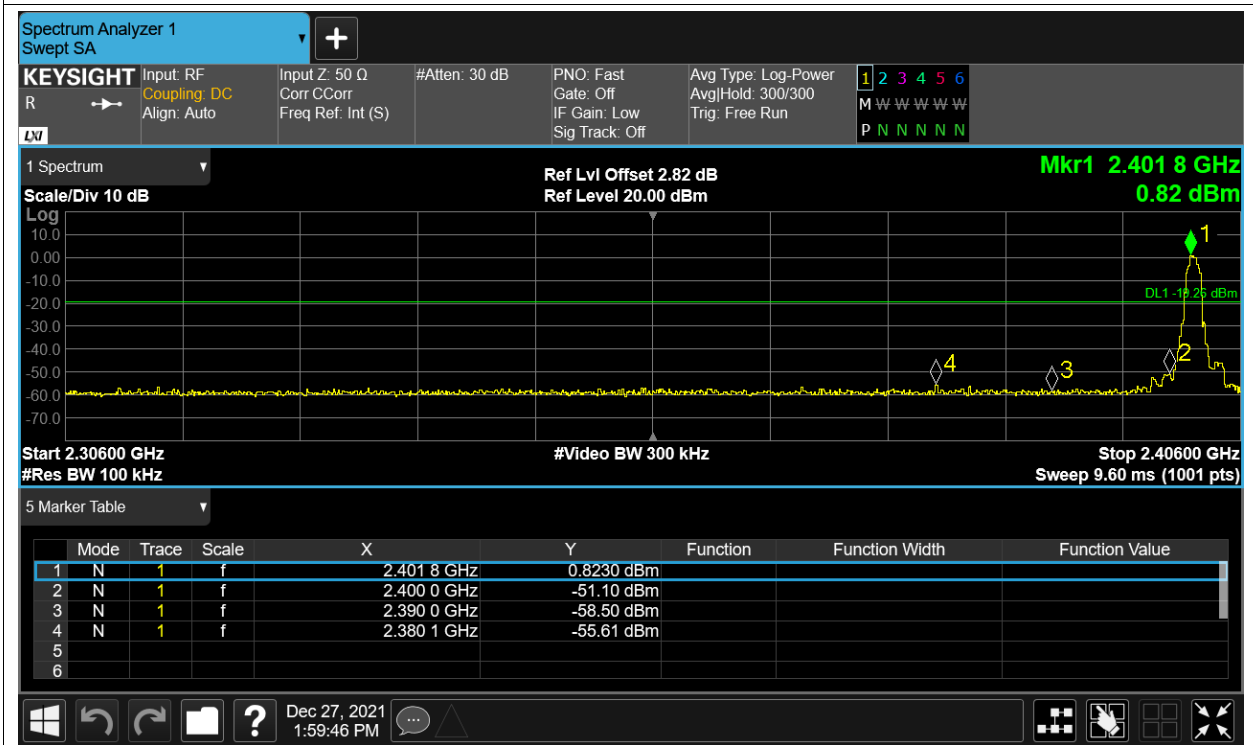 Spectrum Analyzer 1
Swept SA
KEYSIGHT
R
LXI
Input: RF
Coupling: DC
Align: Auto
Input Z: 50 Ω
Corr CCorr
Freq Ref: Int (S)
#Atten: 30 dB
PNO: Fast
Gate: Off
IF Gain: Low
Sig Track: Off
Avg Type: Log-Power
Avg|Hold: 300/300
Trig: Free Run
1 2 3 4 5 6
M W W W W W
P N N N N N
1 Spectrum
Scale/Div 10 dB
Ref Lvl Offset 2.82 dB
Ref Level 20.00 dBm
Mkr1 2.401 8 GHz
0.82 dBm
Log
10.0
0.00
-10.0
-20.0
-30.0
-40.0
-50.0
-60.0
-70.0
1
DL1 -19.26 dBm
2
4
3
Start 2.30600 GHz
#Res BW 100 kHz
#Video BW 300 kHz
Stop 2.40600 GHz
Sweep 9.60 ms (1001 pts)
5 Marker Table
Mode Trace Scale X Y Function Function Width Function Value
1 N 1 f 2.401 8 GHz 0.8230 dBm
2 N 1 f 2.400 0 GHz -51.10 dBm
3 N 1 f 2.390 0 GHz -58.50 dBm
4 N 1 f 2.380 1 GHz -55.61 dBm
5
6
?
Dec 27, 2021
1:59:46 PM